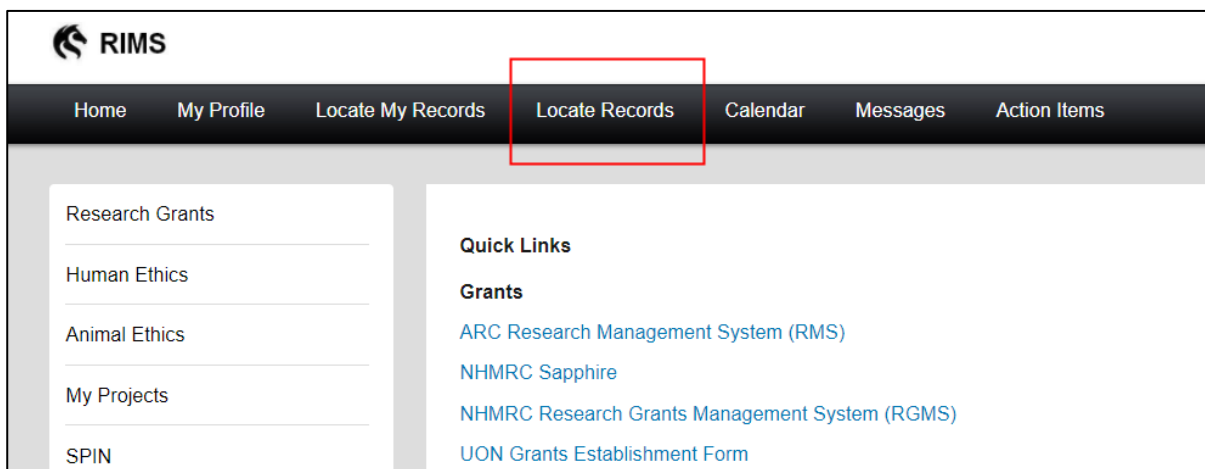 RIMS
Home My Profile Locate My Records Locate Records Calendar Messages Action Items
Research Grants
Human Ethics
Animal Ethics
My Projects
SPIN
Quick Links
Grants
ARC Research Management System (RMS)
NHMRC Sapphire
NHMRC Research Grants Management System (RGMS)
UON Grants Establishment Form